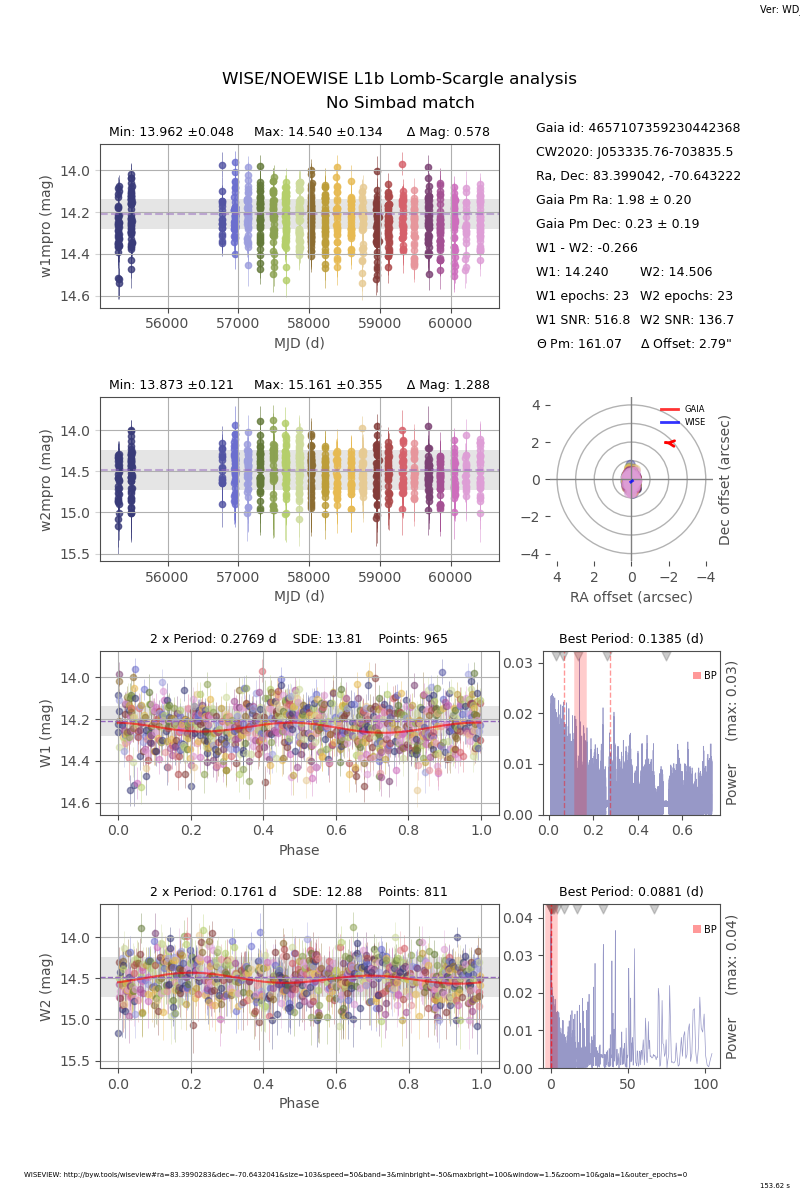 Ver: WD_
WISE/NOEWISE L1b Lomb-Scargle analysis
No Simbad match
Min: 13.962 ±0.048 Max: 14.540 ±0.134 Δ Mag: 0.578
14.0
14.2
14.4
14.6
w1mpro (mag)
56000 57000 58000 59000 60000
MJD (d)
Gaia id: 4657107359230442368
CW2020: J053335.76-703835.5
Ra, Dec: 83.399042, -70.643222
Gaia Pm Ra: 1.98 ± 0.20
Gaia Pm Dec: 0.23 ± 0.19
W1 - W2: -0.266
W1: 14.240 W2: 14.506
W1 epochs: 23 W2 epochs: 23
W1 SNR: 516.8 W2 SNR: 136.7
Θ Pm: 161.07 Δ Offset: 2.79"
Min: 13.873 ±0.121 Max: 15.161 ±0.355 Δ Mag: 1.288
14.0
14.5
15.0
15.5
w2mpro (mag)
56000 57000 58000 59000 60000
MJD (d)
GAIA
WISE
4
2
0
−2
−4
4 2 0 −2 −4
RA offset (arcsec)
Dec offset (arcsec)
2 x Period: 0.2769 d SDE: 13.81 Points: 965
14.0
14.2
14.4
14.6
W1 (mag)
0.0 0.2 0.4 0.6 0.8 1.0
Phase
Best Period: 0.1385 (d)
BP
0.03
0.02
0.01
0.00
0.0 0.2 0.4 0.6
Power (max: 0.03)
2 x Period: 0.1761 d SDE: 12.88 Points: 811
14.0
14.5
15.0
15.5
W2 (mag)
0.0 0.2 0.4 0.6 0.8 1.0
Phase
Best Period: 0.0881 (d)
BP
0.04
0.03
0.02
0.01
0.00
0 50 100
Power (max: 0.04)
WISEVIEW: http://byw.tools/wiseview#ra=83.3990283&dec=-70.6432041&size=103&speed=50&band=3&minbright=-50&maxbright=100&window=1.5&zoom=10&gaia=1&outer_epochs=0
153.62 s